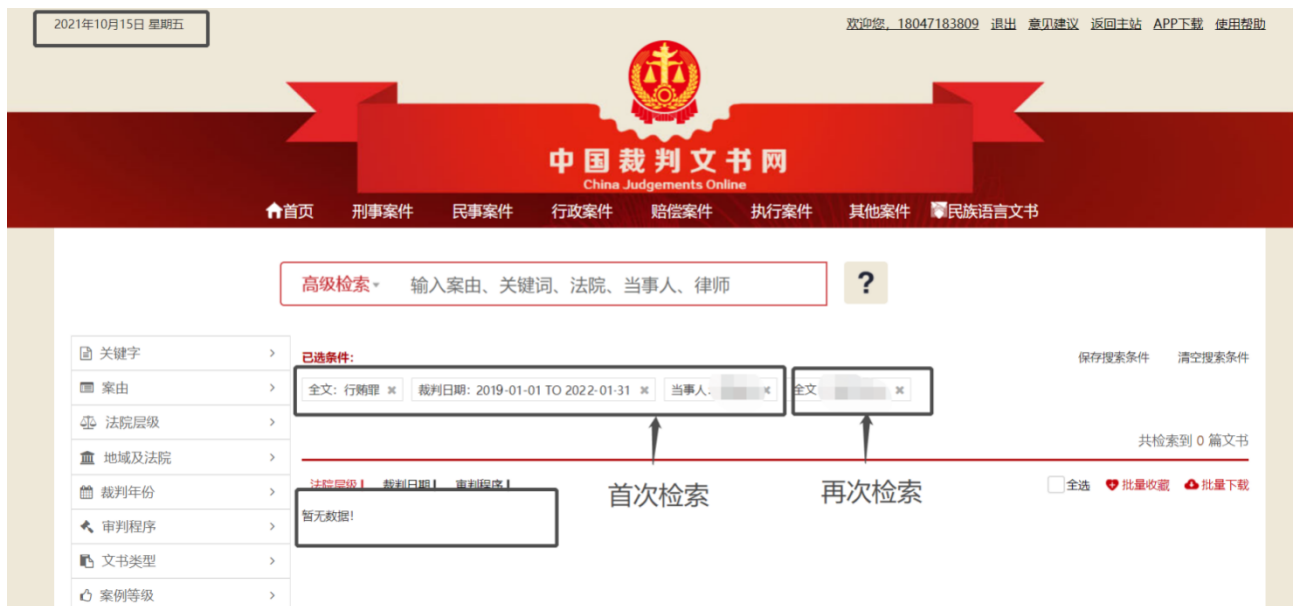 2021年10月15日 星期五
欢迎您，18047183809 退出 意见建议 返回主站 APP下载 使用帮助
中国裁判文书网
China Judgements Online
首页 刑事案件 民事案件 行政案件 赔偿案件 执行案件 其他案件 民族语言文书
高级检索 输入案由、关键词、法院、当事人、律师 ?
关键字
已选条件:
保存搜索条件 清空搜索条件
案由
全文: 行贿罪 × 裁判日期: 2019-01-01 TO 2022-01-31 × 当事人 × 全文 ×
法院层级
共检索到 0 篇文书
地域及法院
裁判年份
法院层级 裁判日期 审判程序
首次检索 再次检索
全选 批量收藏 批量下载
暂无数据!
审判程序
文书类型
案例等级